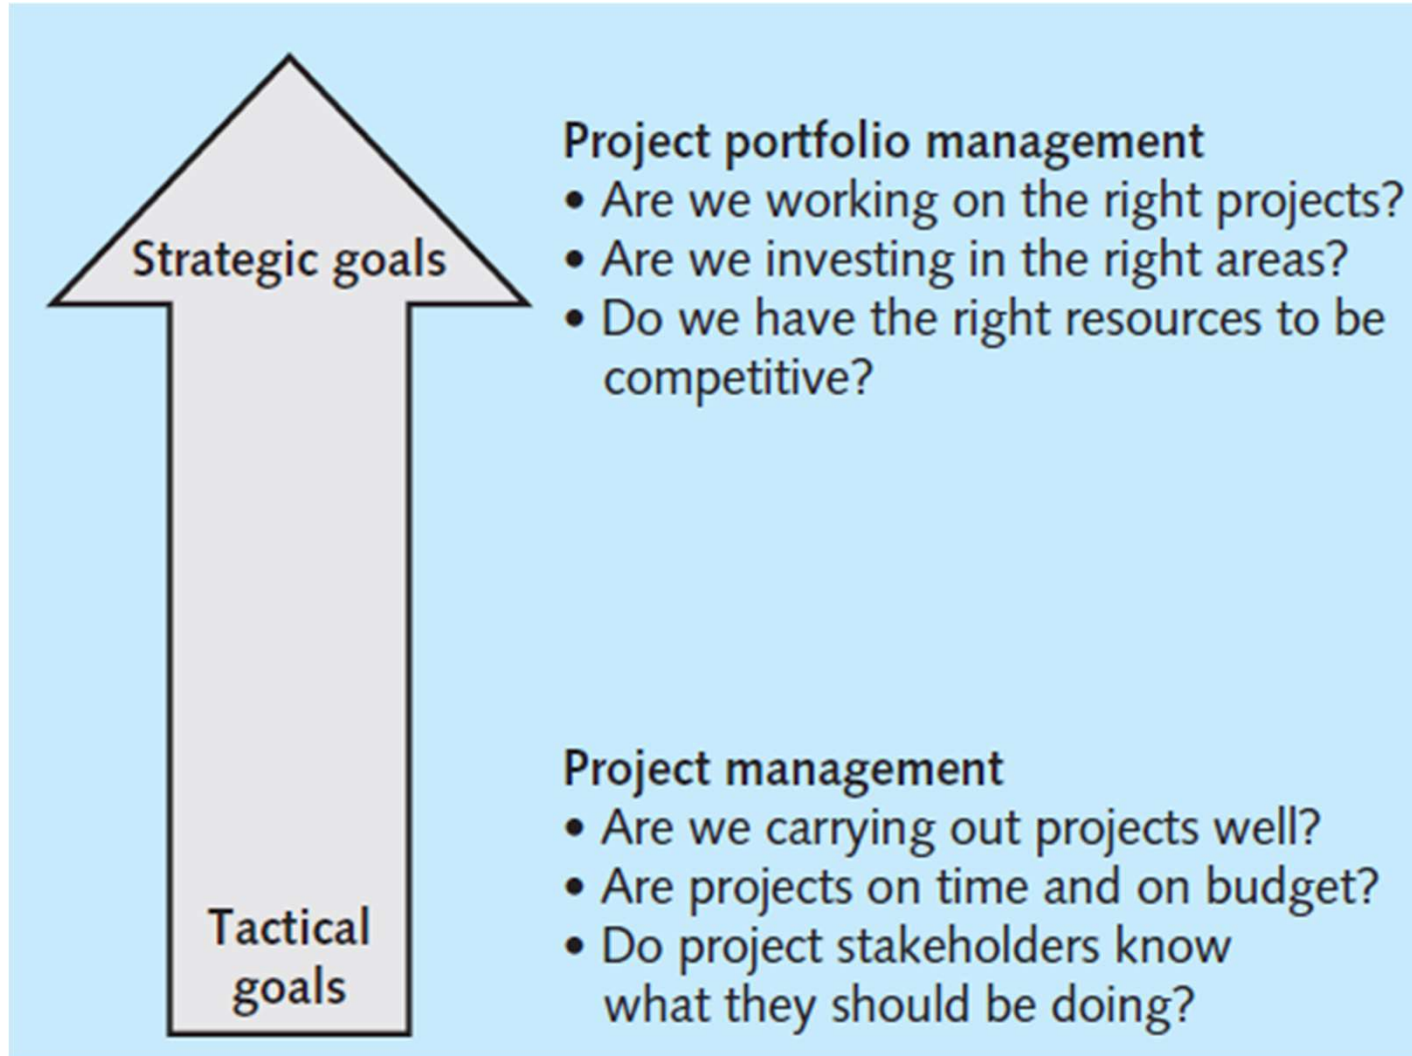 Strategic goals
Project portfolio management
• Are we working on the right projects?
• Are we investing in the right areas?
• Do we have the right resources to be
competitive?
Tactical
goals
Project management
• Are we carrying out projects well?
• Are projects on time and on budget?
• Do project stakeholders know
what they should be doing?